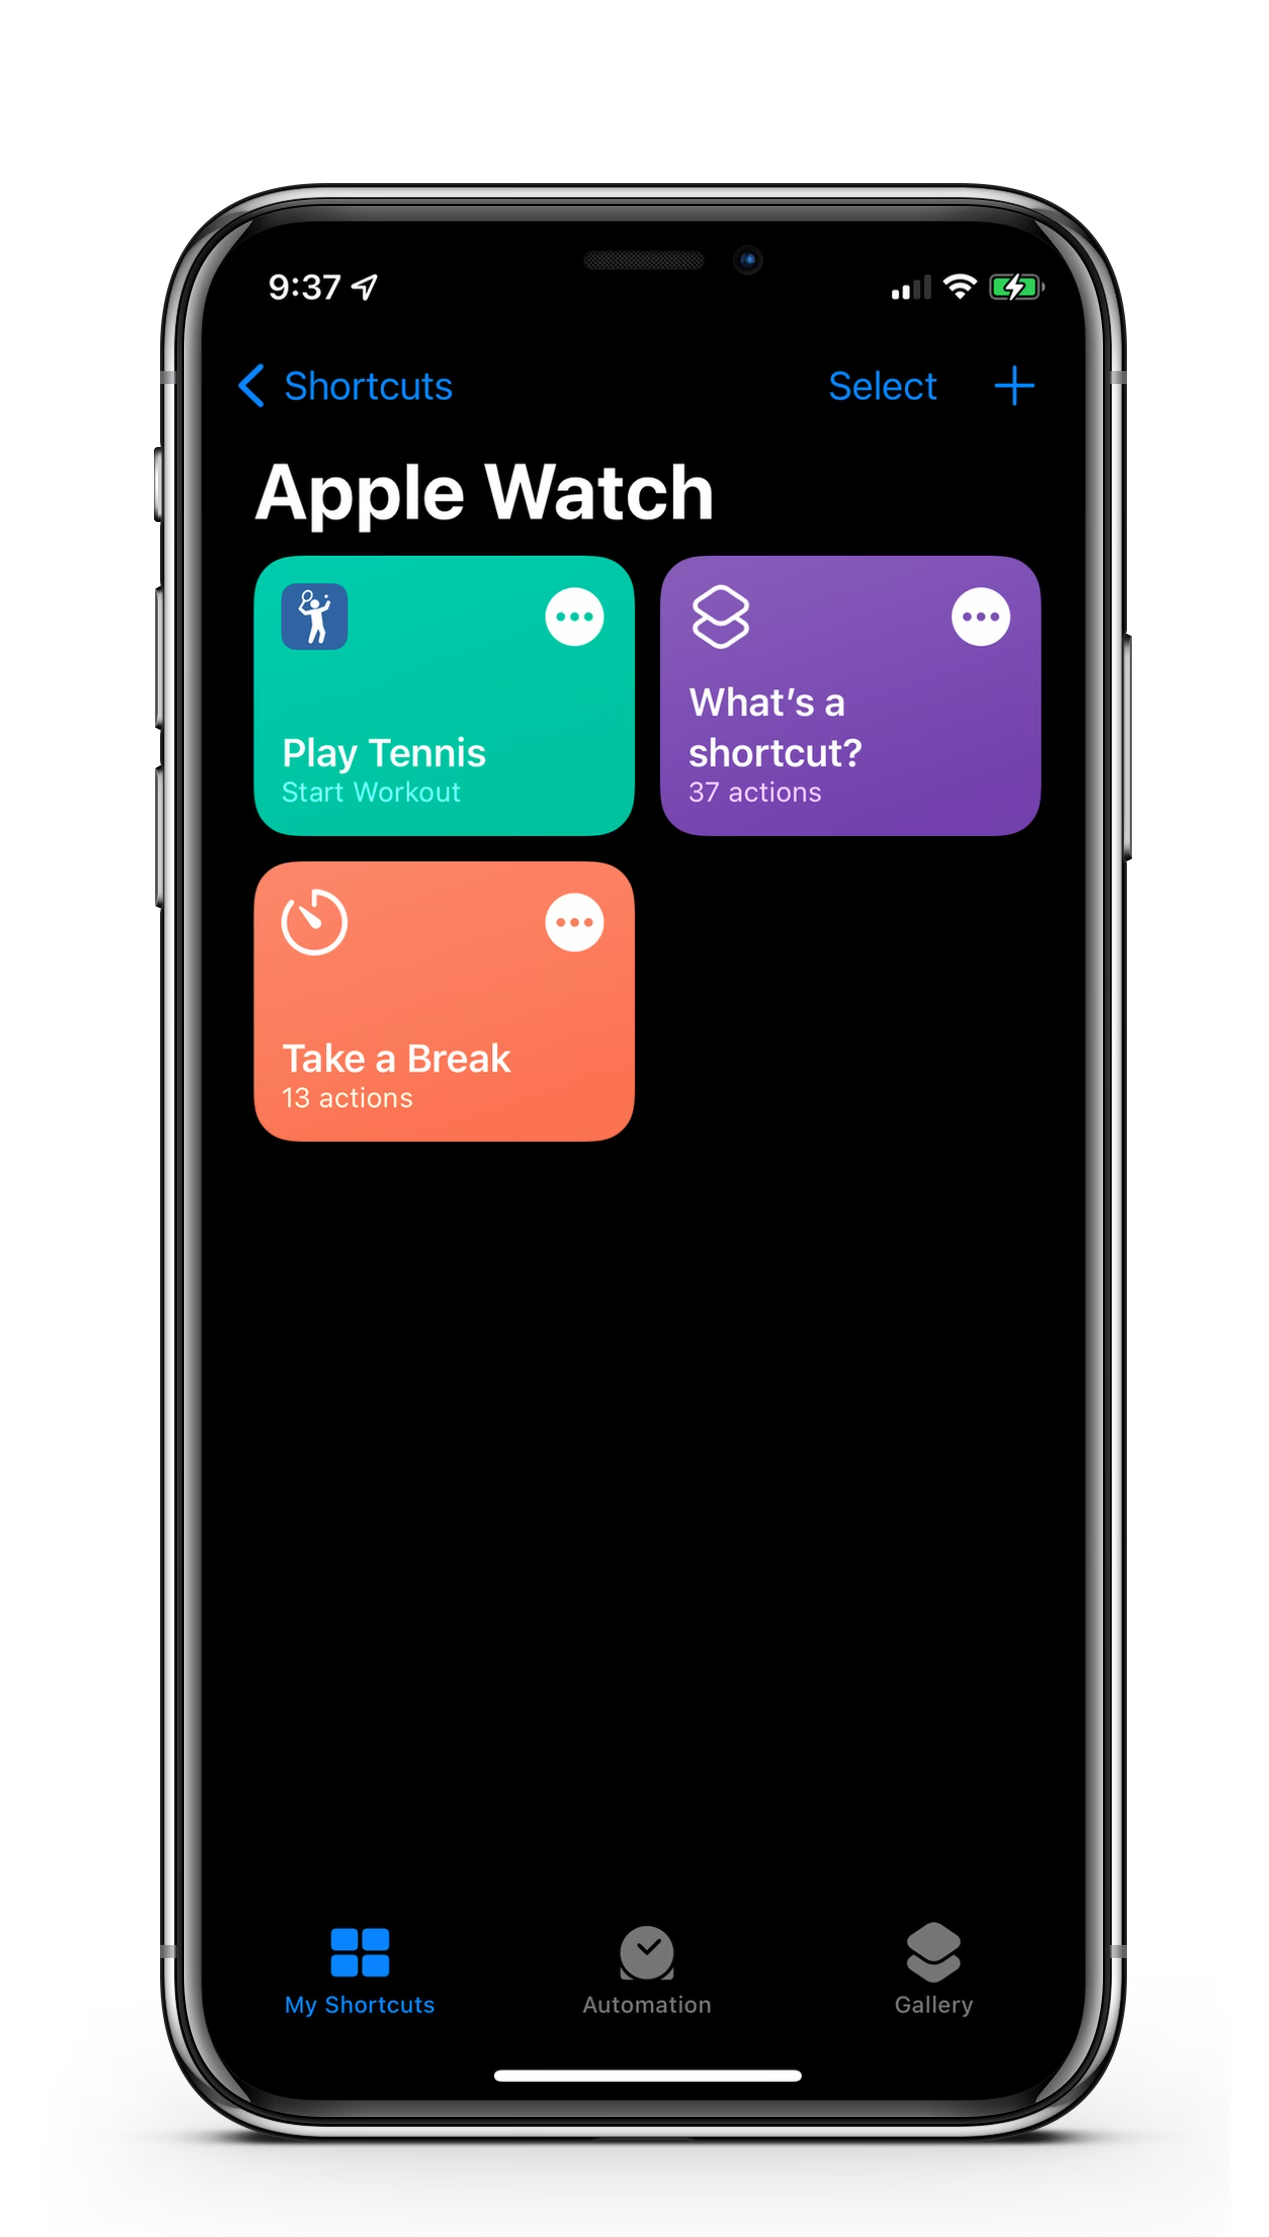 9:37
Shortcuts
Select
Apple Watch
Play Tennis
Start Workout
What's a
shortcut?
37 actions
Take a Break
13 actions
My Shortcuts
Automation
Gallery